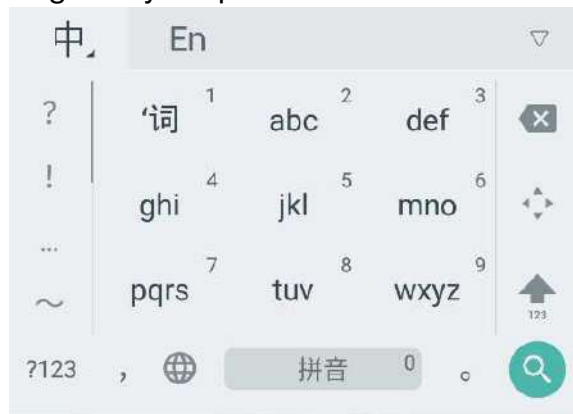 中 En
? '词 1 abc 2 def 3
! ghi 4 jkl 5 mno 6
... pqrs 7 tuv 8 wxyz 9
~ 123
?123 , 拼音 0 。